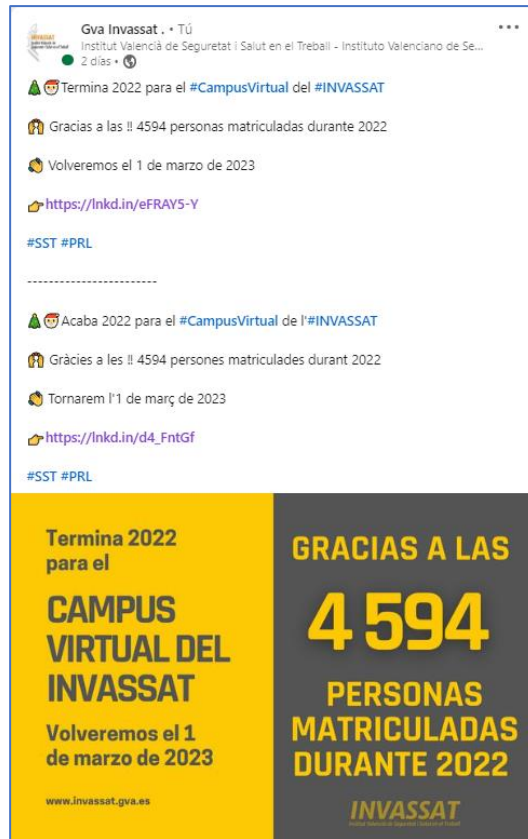 Gva Invassat . • Tú
Institut Valencià de Seguretat i Salut en el Treball - Instituto Valenciano de Se...
2 días •
🎄🎅Termina 2022 para el #CampusVirtual del #INVASSAT
🙌 Gracias a las ‼ 4594 personas matriculadas durante 2022
👏 Volveremos el 1 de marzo de 2023
👉https://lnkd.in/eFRAY5-Y
#SST #PRL
------------------------
🎄🎅Acaba 2022 para el #CampusVirtual de l'#INVASSAT
🙌 Gràcies a les ‼ 4594 persones matriculades durant 2022
👏 Tornarem l'1 de març de 2023
👉https://lnkd.in/d4_FntGf
#SST #PRL
Termina 2022
para el
CAMPUS
VIRTUAL DEL
INVASSAT
Volveremos el 1
de marzo de 2023
www.invassat.gva.es
GRACIAS A LAS
4 594
PERSONAS
MATRICULADAS
DURANTE 2022
INVASSAT